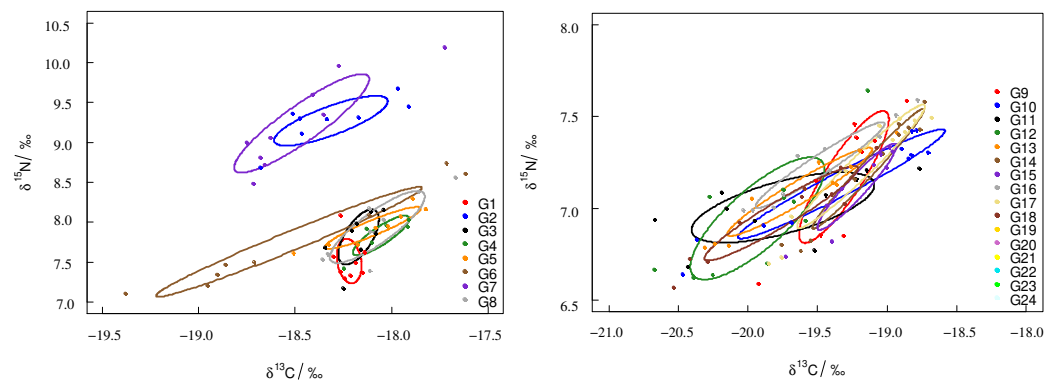 10.5
10.0
9.5
9.0
8.5
8.0
7.5
7.0
δ¹⁵N/ ‰
−19.5
−19.0
−18.5
−18.0
−17.5
δ¹³C/ ‰
G1
G2
G3
G4
G5
G6
G7
G8
8.0
7.5
7.0
6.5
δ¹⁵N/ ‰
−21.0
−20.5
−20.0
−19.5
−19.0
−18.5
−18.0
δ¹³C/ ‰
G9
G10
G11
G12
G13
G14
G15
G16
G17
G18
G19
G20
G21
G22
G23
G24